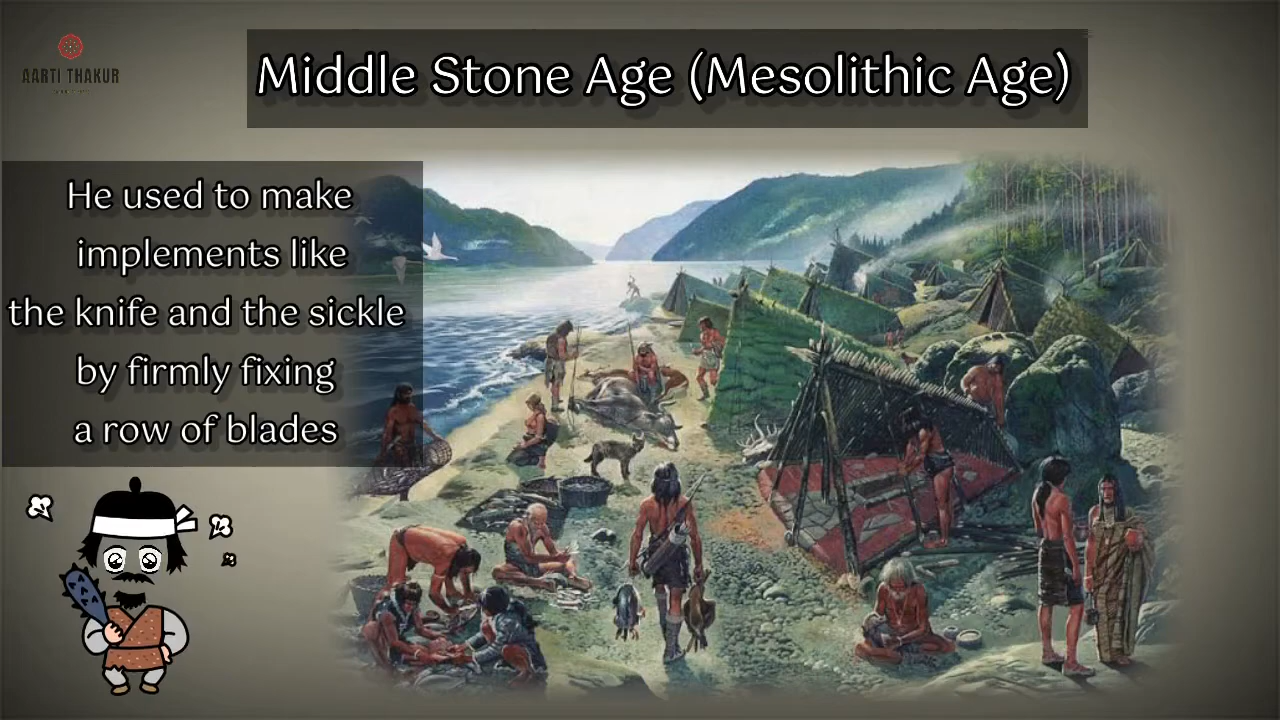 AARTI THAKUR
Middle Stone Age (Mesolithic Age)
He used to make
implements like
the knife and the sickle
by firmly fixing
a row of blades